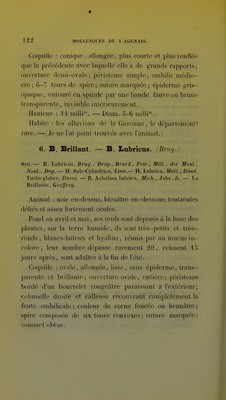 122 MOLLUSQUES DE L'AGENAIS.
Coquille : conique, allongée, plus courte et plus renflée
que la précédente avec laquelle elle a de grands rapports;
ouverture demi-ovale; péristome simple; ombilic médio-
cre; 6-7 tours de spire; suture marquée; épiderme gris-
opaque, entouré en spirale par une bande fauve ou brune
transparente, invisible intérieurement.
Hauteur : 14 millim. — Diam. 5-6 millim.
Habite : les alluvions de la Garonne, le département?
rare. — (Je ne l'ai point trouvée avec l'animal.)
6. B. Brillant. — B. Lubricus. (Brug.)
Syn. — B. Lubricus, Brug., Drap., Beard., Poir.,
Noul., Dup. — H. Sub-Cylindrica, Linn. — H. Lubrica, Mull.,
Turbo glaber, Dacos. — B. Achatina lubrica, Mich.,
Brillante, Geoffroy.
Animal : noir en-dessus, bleuâtre en-dessous; tentacules
déliés et assez fortement oculés.
Pond en avril et mai, ses œufs sont déposés à la base des
plantes, sur la terre humide, ils sont très-petits et très-
ronds, blancs-laiteux et hyalins, réunis par un mucus in-
colore, leur nombre dépasse rarement 20, éclosent 15
jours après, sont adultes à la fin de l'été.
Coquille : ovale, allongée, lisse, sans épiderme, trans-
parente et brillante; ouverture ovale, entière; péristome
bordé d'un bourrelet rougeâtre paraissant à l'extérieur;
columelle droite et calleuse recouvrant complétement la
fente ombilicale; couleur de corne foncée ou brunâtre;
spire composée de six tours convexes; suture marquée;
sommet obtus.